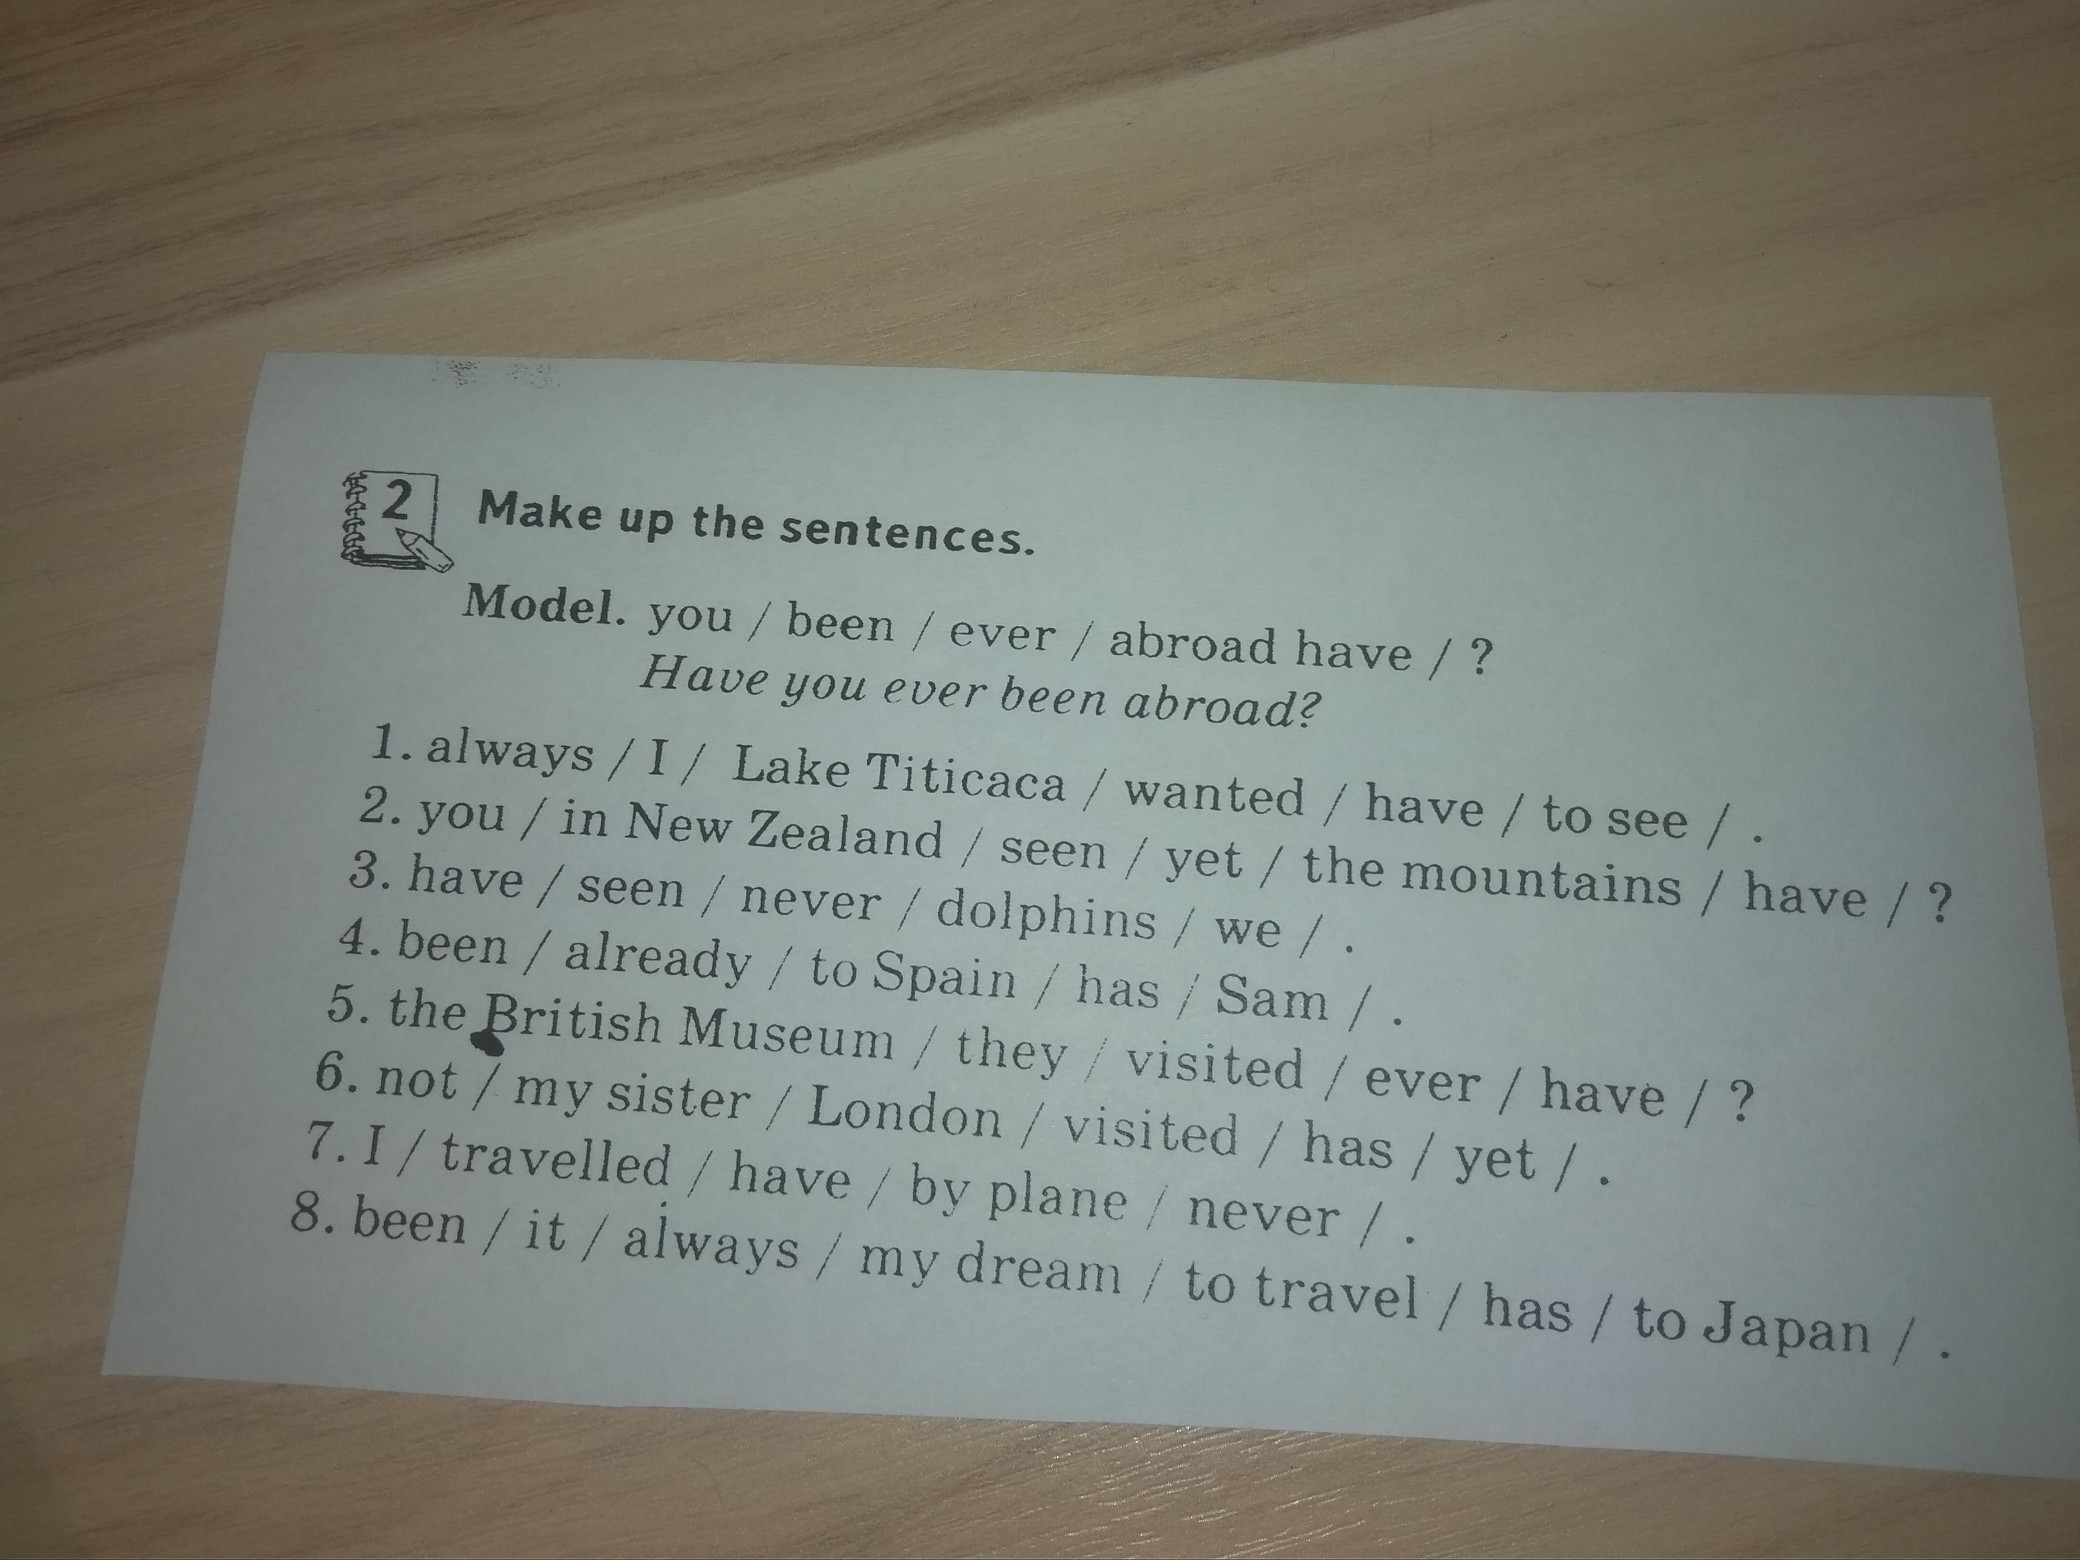 2 Make up the sentences.
Model. you / been / ever / abroad have / ?
Have you ever been abroad?
1. always / I / Lake Titicaca / wanted / have / to see / .
2. you / in New Zealand / seen / yet / the mountains / have / ?
3. have / seen / never / dolphins / we / .
4. been / already / to Spain / has / Sam / .
5. the British Museum / they / visited / ever / have / ?
6. not / my sister / London / visited / has / yet / .
7. I / travelled / have / by plane / never / .
8. been / it / always / my dream / to travel / has / to Japan / .